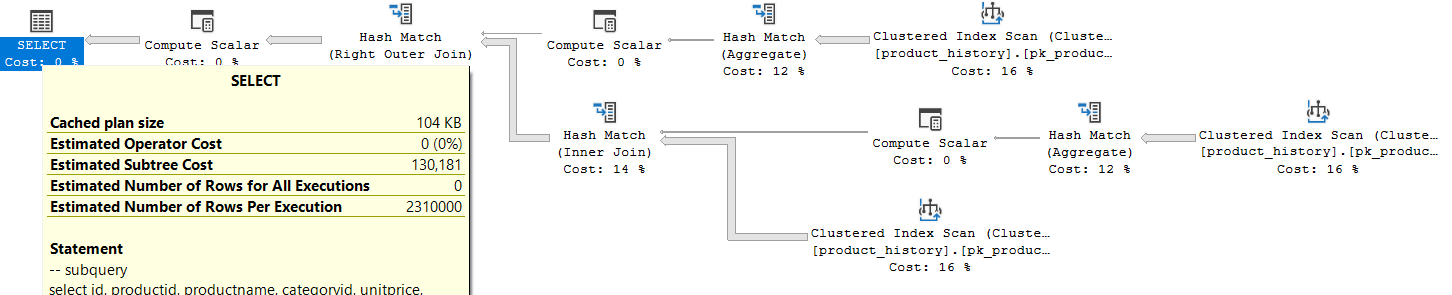 SELECT
Cost: 0 %
Compute Scalar
Cost: 0 %
Hash Match
(Right Outer Join)
Compute Scalar
Cost: 0 %
Hash Match
(Aggregate)
Cost: 12 %
Clustered Index Scan (Cluste…
[product_history].[pk_produc…
Cost: 16 %
Hash Match
(Inner Join)
Cost: 14 %
Compute Scalar
Cost: 0 %
Hash Match
(Aggregate)
Cost: 12 %
Clustered Index Scan (Cluste…
[product_history].[pk_produc…
Cost: 16 %
Clustered Index Scan (Cluste…
[product_history].[pk_produc…
Cost: 16 %
SELECT
Cached plan size 104 KB
Estimated Operator Cost 0 (0%)
Estimated Subtree Cost 130,181
Estimated Number of Rows for All Executions 0
Estimated Number of Rows Per Execution 2310000
Statement
-- subquery
select id, productid, productname, categoryid, unitprice,